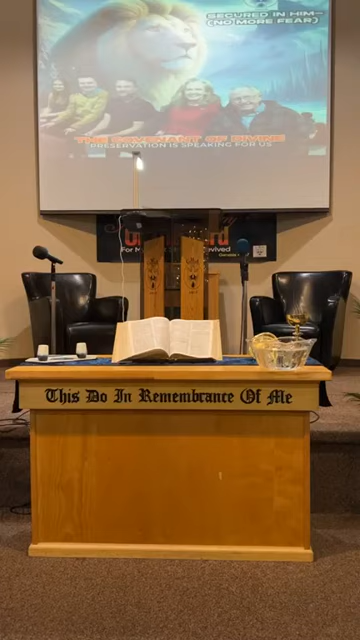 SECURED IN HIM—
(NO MORE FEAR)
THE COVENANT OF DIVINE
PRESERVATION IS SPEAKING FOR US
This Do In Remembrance Of Me